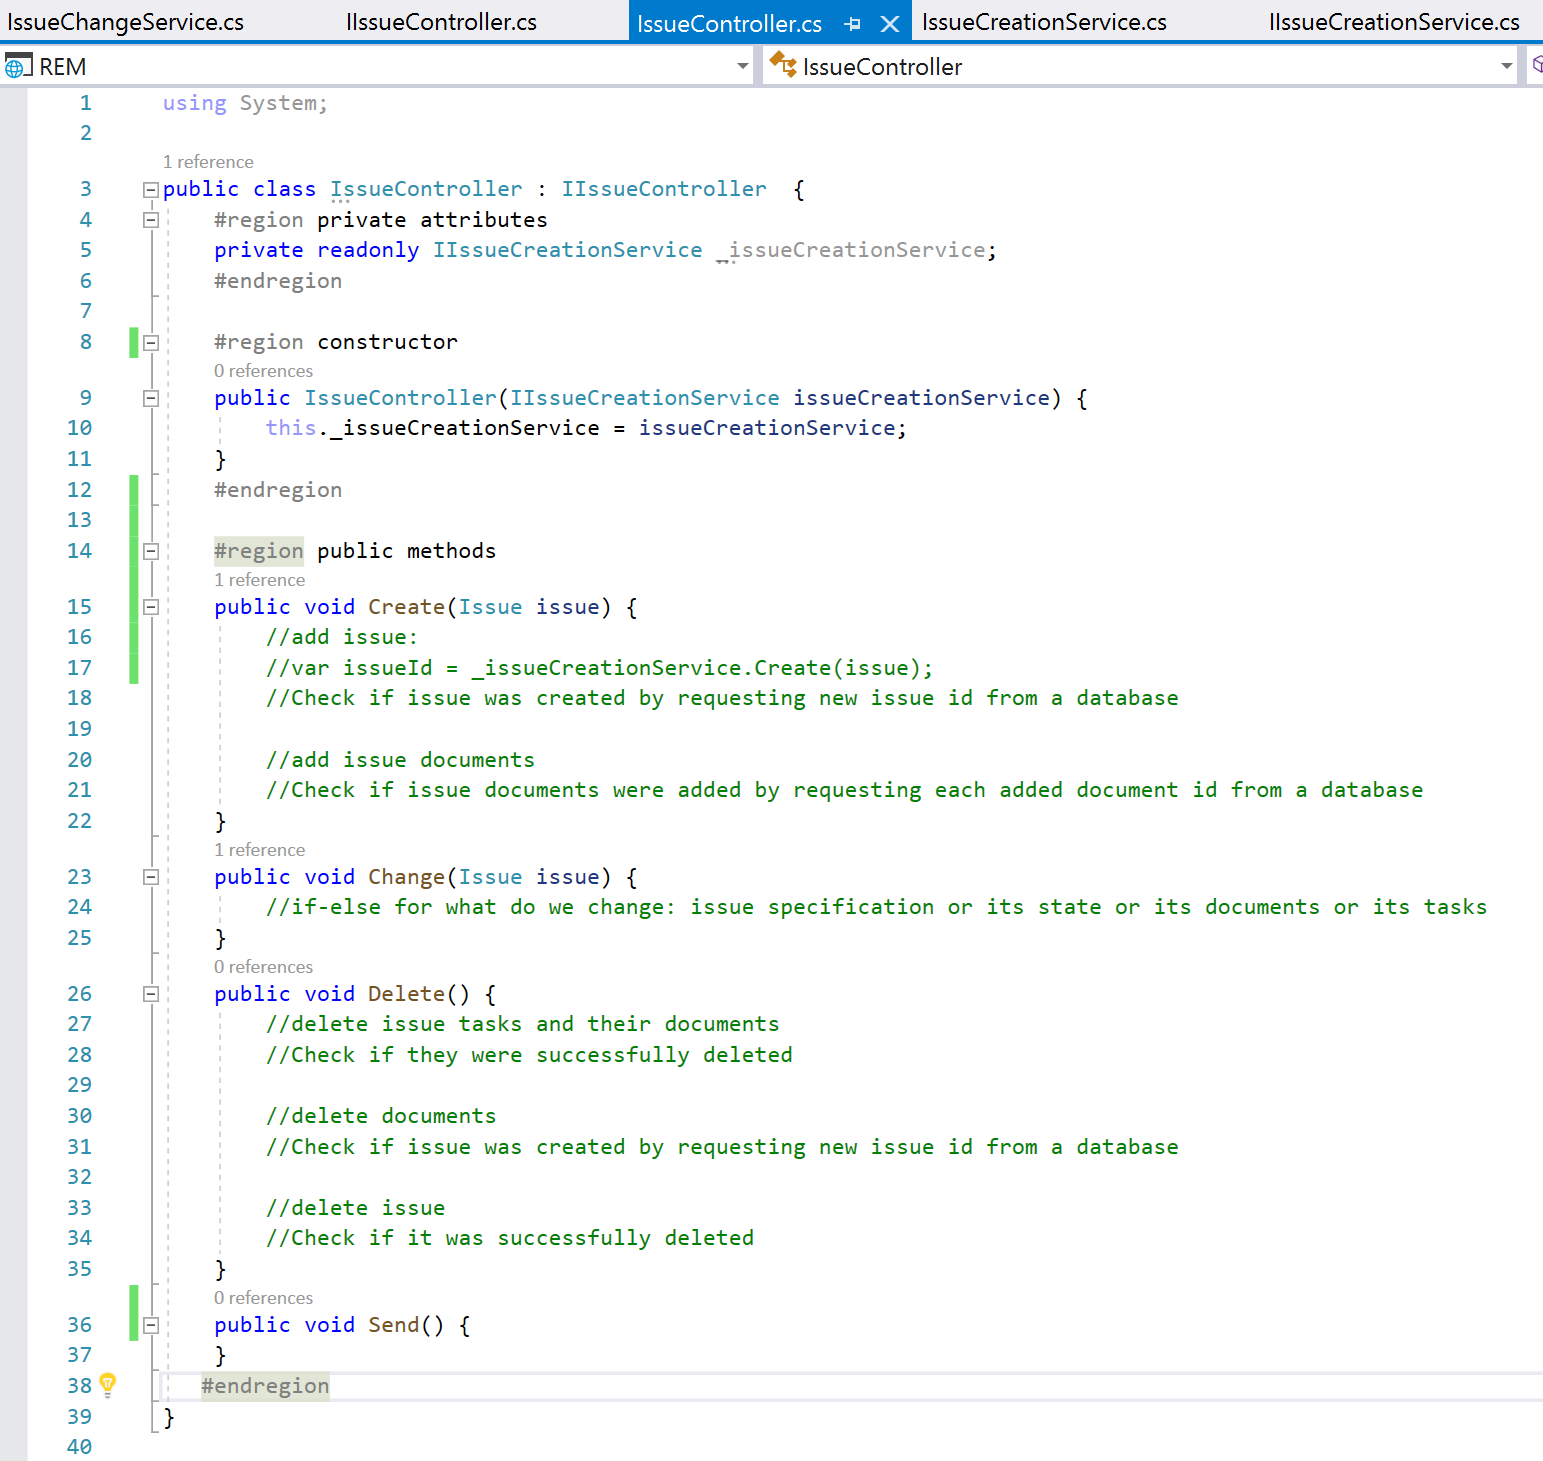 IssueChangeService.cs IIssueController.cs IssueController.cs IssueCreationService.cs IIssueCreationService.cs
REM IssueController
1 using System;
2
1 reference
3 public class IssueController : IIssueController {
4 #region private attributes
5 private readonly IIssueCreationService _issueCreationService;
6 #endregion
7
8 #region constructor
0 references
9 public IssueController(IIssueCreationService issueCreationService) {
10 this._issueCreationService = issueCreationService;
11 }
12 #endregion
13
14 #region public methods
1 reference
15 public void Create(Issue issue) {
16 //add issue:
17 //var issueId = _issueCreationService.Create(issue);
18 //Check if issue was created by requesting new issue id from a database
19
20 //add issue documents
21 //Check if issue documents were added by requesting each added document id from a database
22 }
1 reference
23 public void Change(Issue issue) {
24 //if-else for what do we change: issue specification or its state or its documents or its tasks
25 }
0 references
26 public void Delete() {
27 //delete issue tasks and their documents
28 //Check if they were successfully deleted
29
30 //delete documents
31 //Check if issue was created by requesting new issue id from a database
32
33 //delete issue
34 //Check if it was successfully deleted
35 }
0 references
36 public void Send() {
37 }
38 #endregion
39 }
40